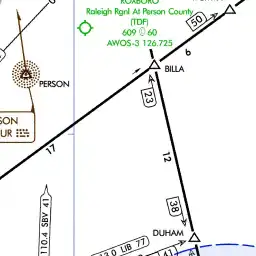 ROXBORO
Raleigh Rgnl At Person County
(TDF)
609 60
AWOS-3 126.725
50
6
BILLA
PERSON
23
17
12
38
110.4 SBV 41
DUHAM
LIB 77
41